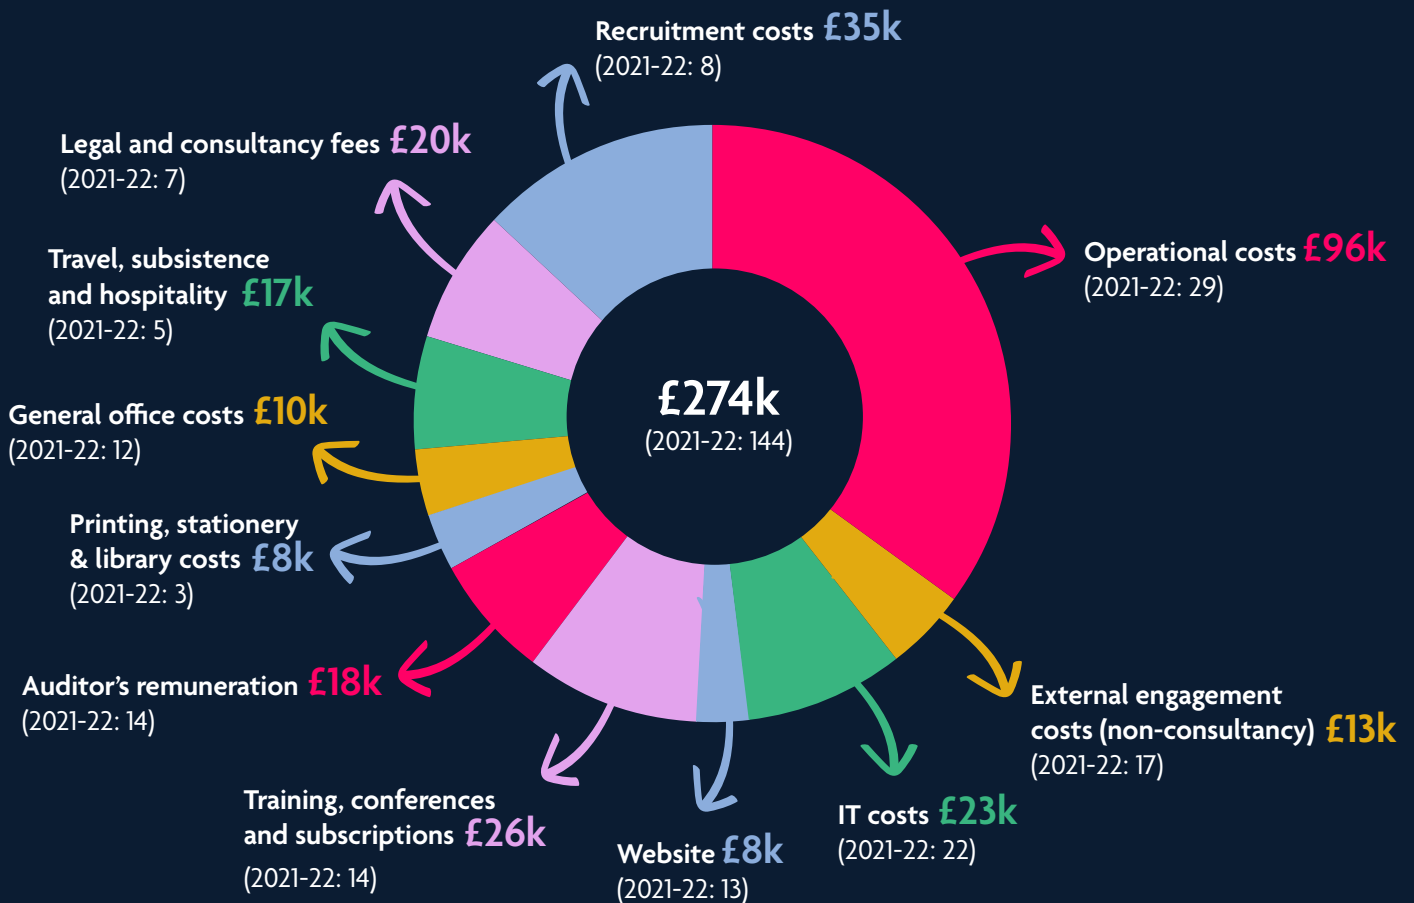 Recruitment costs £35k
(2021-22: 8)
Legal and consultancy fees £20k
(2021-22: 7)
Travel, subsistence
and hospitality £17k
(2021-22: 5)
General office costs £10k
(2021-22: 12)
Printing, stationery
& library costs £8k
(2021-22: 3)
Auditor’s remuneration £18k
(2021-22: 14)
Training, conferences
and subscriptions £26k
(2021-22: 14)
Website £8k
(2021-22: 13)
IT costs £23k
(2021-22: 22)
External engagement
costs (non-consultancy) £13k
(2021-22: 17)
Operational costs £96k
(2021-22: 29)
£274k
(2021-22: 144)